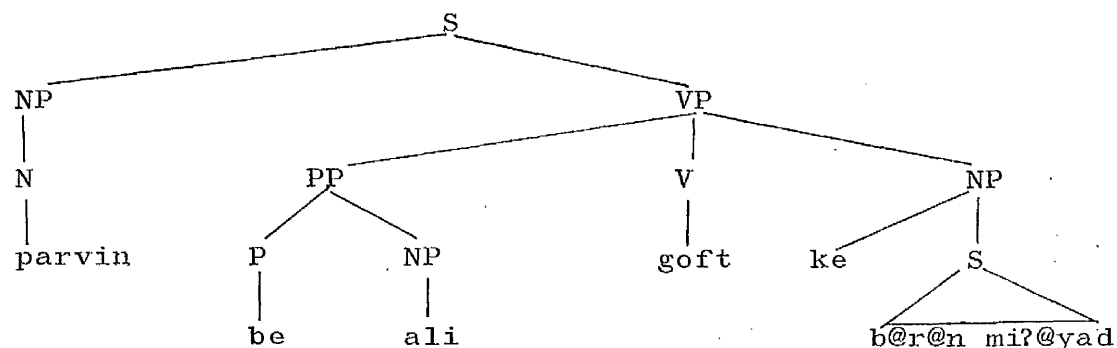 S
NP VP
N PP V NP
parvin P NP goft ke S
be ali b@r@n mi?@yad